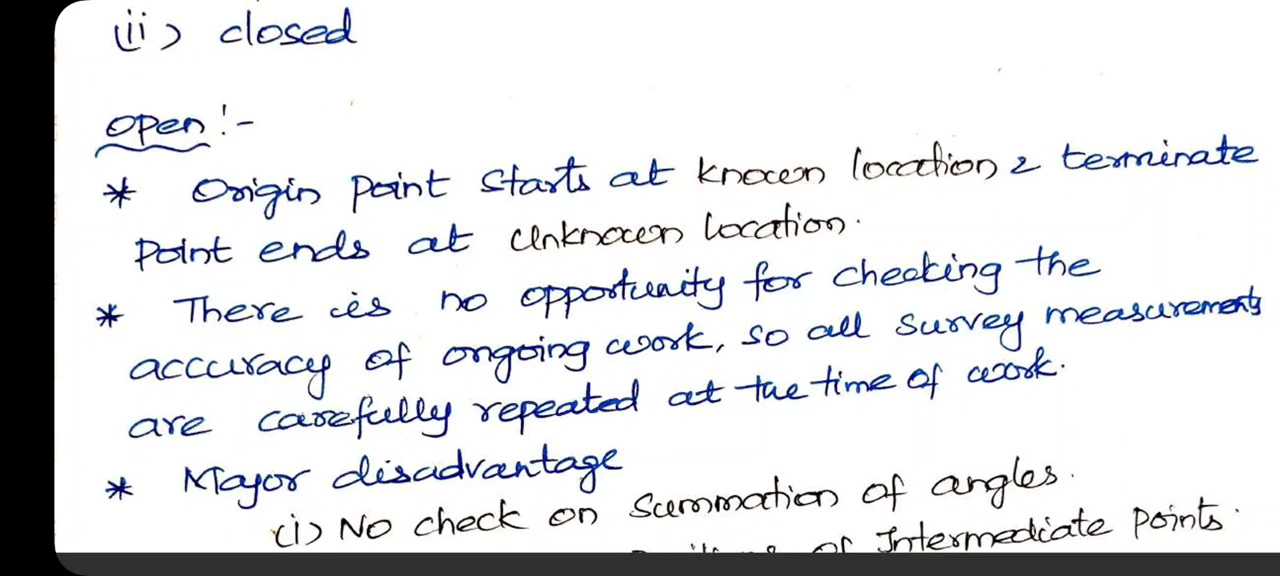 (ii) closed
open:-
* Origin point starts at known location & terminate
point ends at unknown location.
* There is no opportunity for checking the
accuracy of ongoing work, so all survey measurements
are carefully repeated at the time of work.
* Major disadvantage
(i) No check on summation of angles.
of Intermediate points.